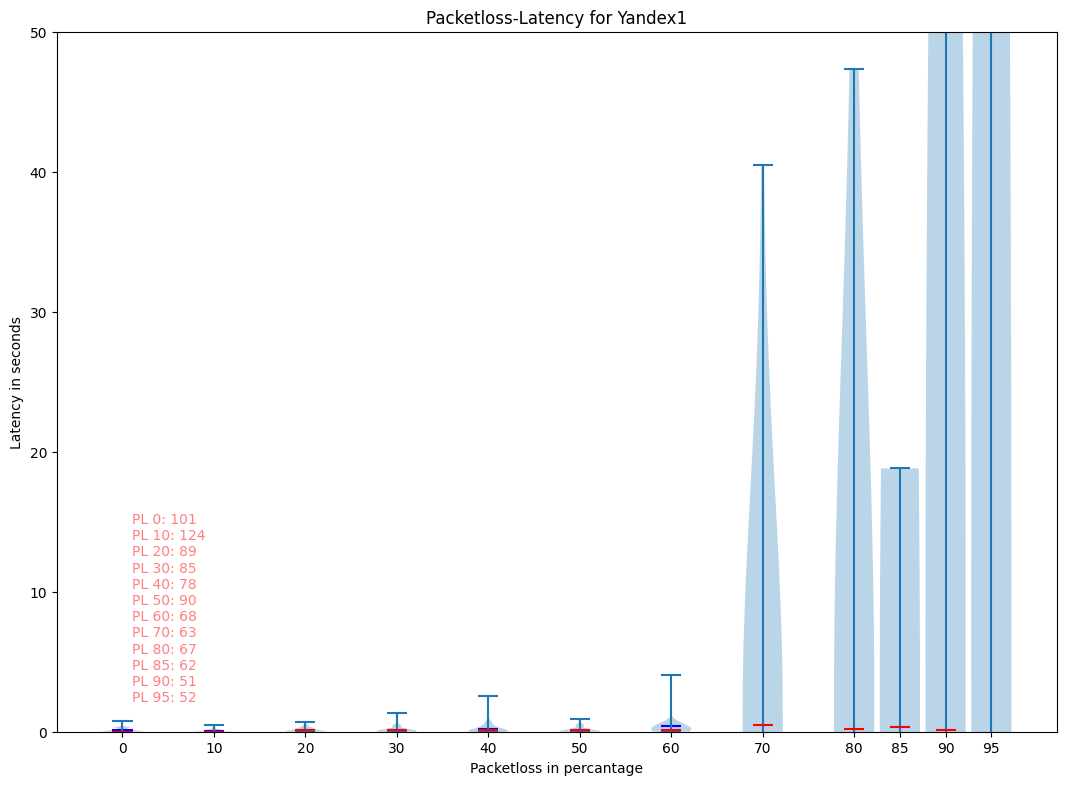 Packetloss-Latency for Yandex1
50
40
30
20
10
0
Latency in seconds
PL 0: 101
PL 10: 124
PL 20: 89
PL 30: 85
PL 40: 78
PL 50: 90
PL 60: 68
PL 70: 63
PL 80: 67
PL 85: 62
PL 90: 51
PL 95: 52
0 10 20 30 40 50 60 70 80 85 90 95
Packetloss in percantage